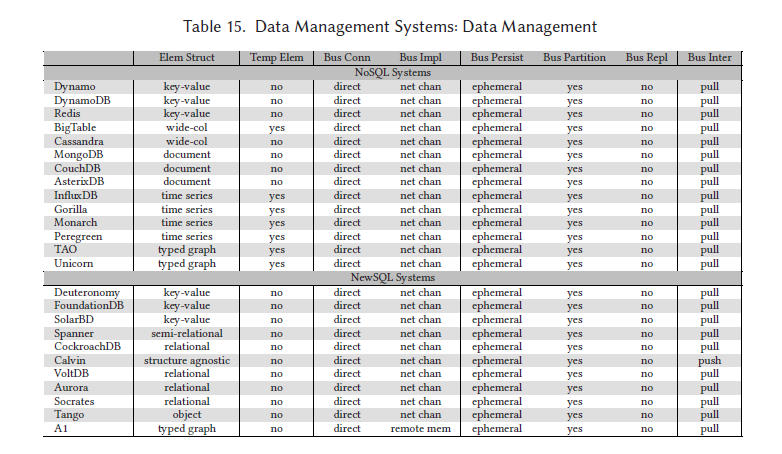 Table 15. Data Management Systems: Data Management
Elem Struct Temp Elem Bus Conn Bus Impl Bus Persist Bus Partition Bus Repl Bus Inter
NoSQL Systems
Dynamo key-value no direct net chan ephemeral yes no pull
DynamoDB key-value no direct net chan ephemeral yes no pull
Redis key-value no direct net chan ephemeral yes no pull
BigTable wide-col yes direct net chan ephemeral yes no pull
Cassandra wide-col no direct net chan ephemeral yes no pull
MongoDB document no direct net chan ephemeral yes no pull
CouchDB document no direct net chan ephemeral yes no pull
AsterixDB document no direct net chan ephemeral yes no pull
InfluxDB time series yes direct net chan ephemeral yes no pull
Gorilla time series yes direct net chan ephemeral yes no pull
Monarch time series yes direct net chan ephemeral yes no pull
Peregreen time series yes direct net chan ephemeral yes no pull
TAO typed graph yes direct net chan ephemeral yes no pull
Unicorn typed graph yes direct net chan ephemeral yes no pull
NewSQL Systems
Deuteronomy key-value no direct net chan ephemeral yes no pull
FoundationDB key-value no direct net chan ephemeral yes no pull
SolarBD key-value no direct net chan ephemeral yes no pull
Spanner semi-relational no direct net chan ephemeral yes no pull
CockroachDB relational no direct net chan ephemeral yes no pull
Calvin structure agnostic no direct net chan ephemeral yes no push
VoltDB relational no direct net chan ephemeral yes no pull
Aurora relational no direct net chan ephemeral yes no pull
Socrates relational no direct net chan ephemeral yes no pull
Tango object no direct net chan ephemeral yes no pull
A1 typed graph no direct remote mem ephemeral yes no pull